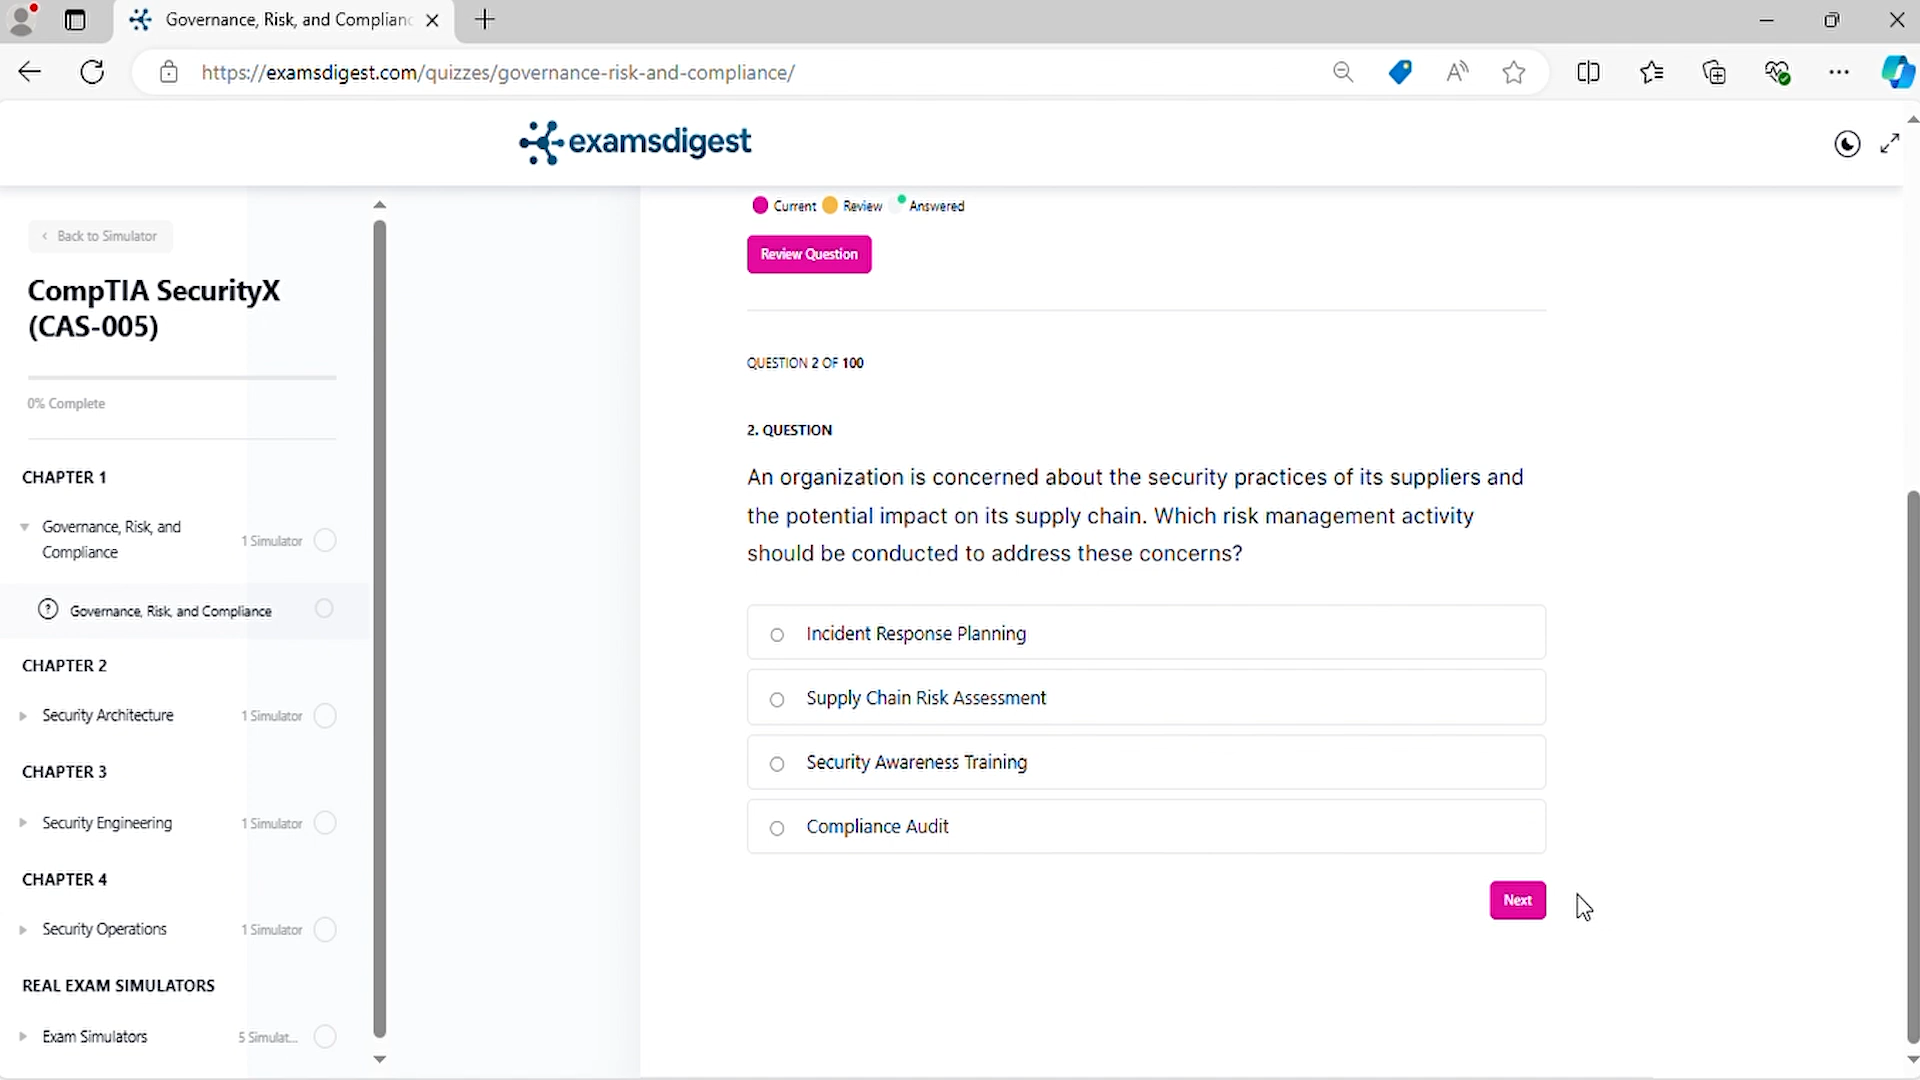 Governance, Risk, and Complianc
https://examsdigest.com/quizzes/governance-risk-and-compliance/
examsdigest
Back to Simulator
CompTIA SecurityX
(CAS-005)
0% Complete
CHAPTER 1
Governance, Risk, and
Compliance
1 Simulator
Governance, Risk, and Compliance
CHAPTER 2
Security Architecture
1 Simulator
CHAPTER 3
Security Engineering
1 Simulator
CHAPTER 4
Security Operations
1 Simulator
REAL EXAM SIMULATORS
Exam Simulators
5 Simulat...
Current Review Answered
Review Question
QUESTION 2 OF 100
2. QUESTION
An organization is concerned about the security practices of its suppliers and
the potential impact on its supply chain. Which risk management activity
should be conducted to address these concerns?
Incident Response Planning
Supply Chain Risk Assessment
Security Awareness Training
Compliance Audit
Next